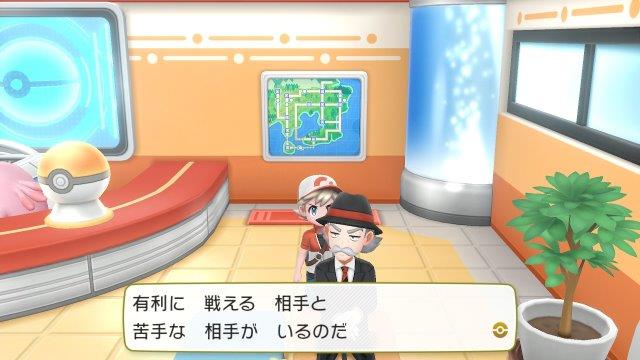 有利に 戦える 相手と
苦手な 相手が いるのだ